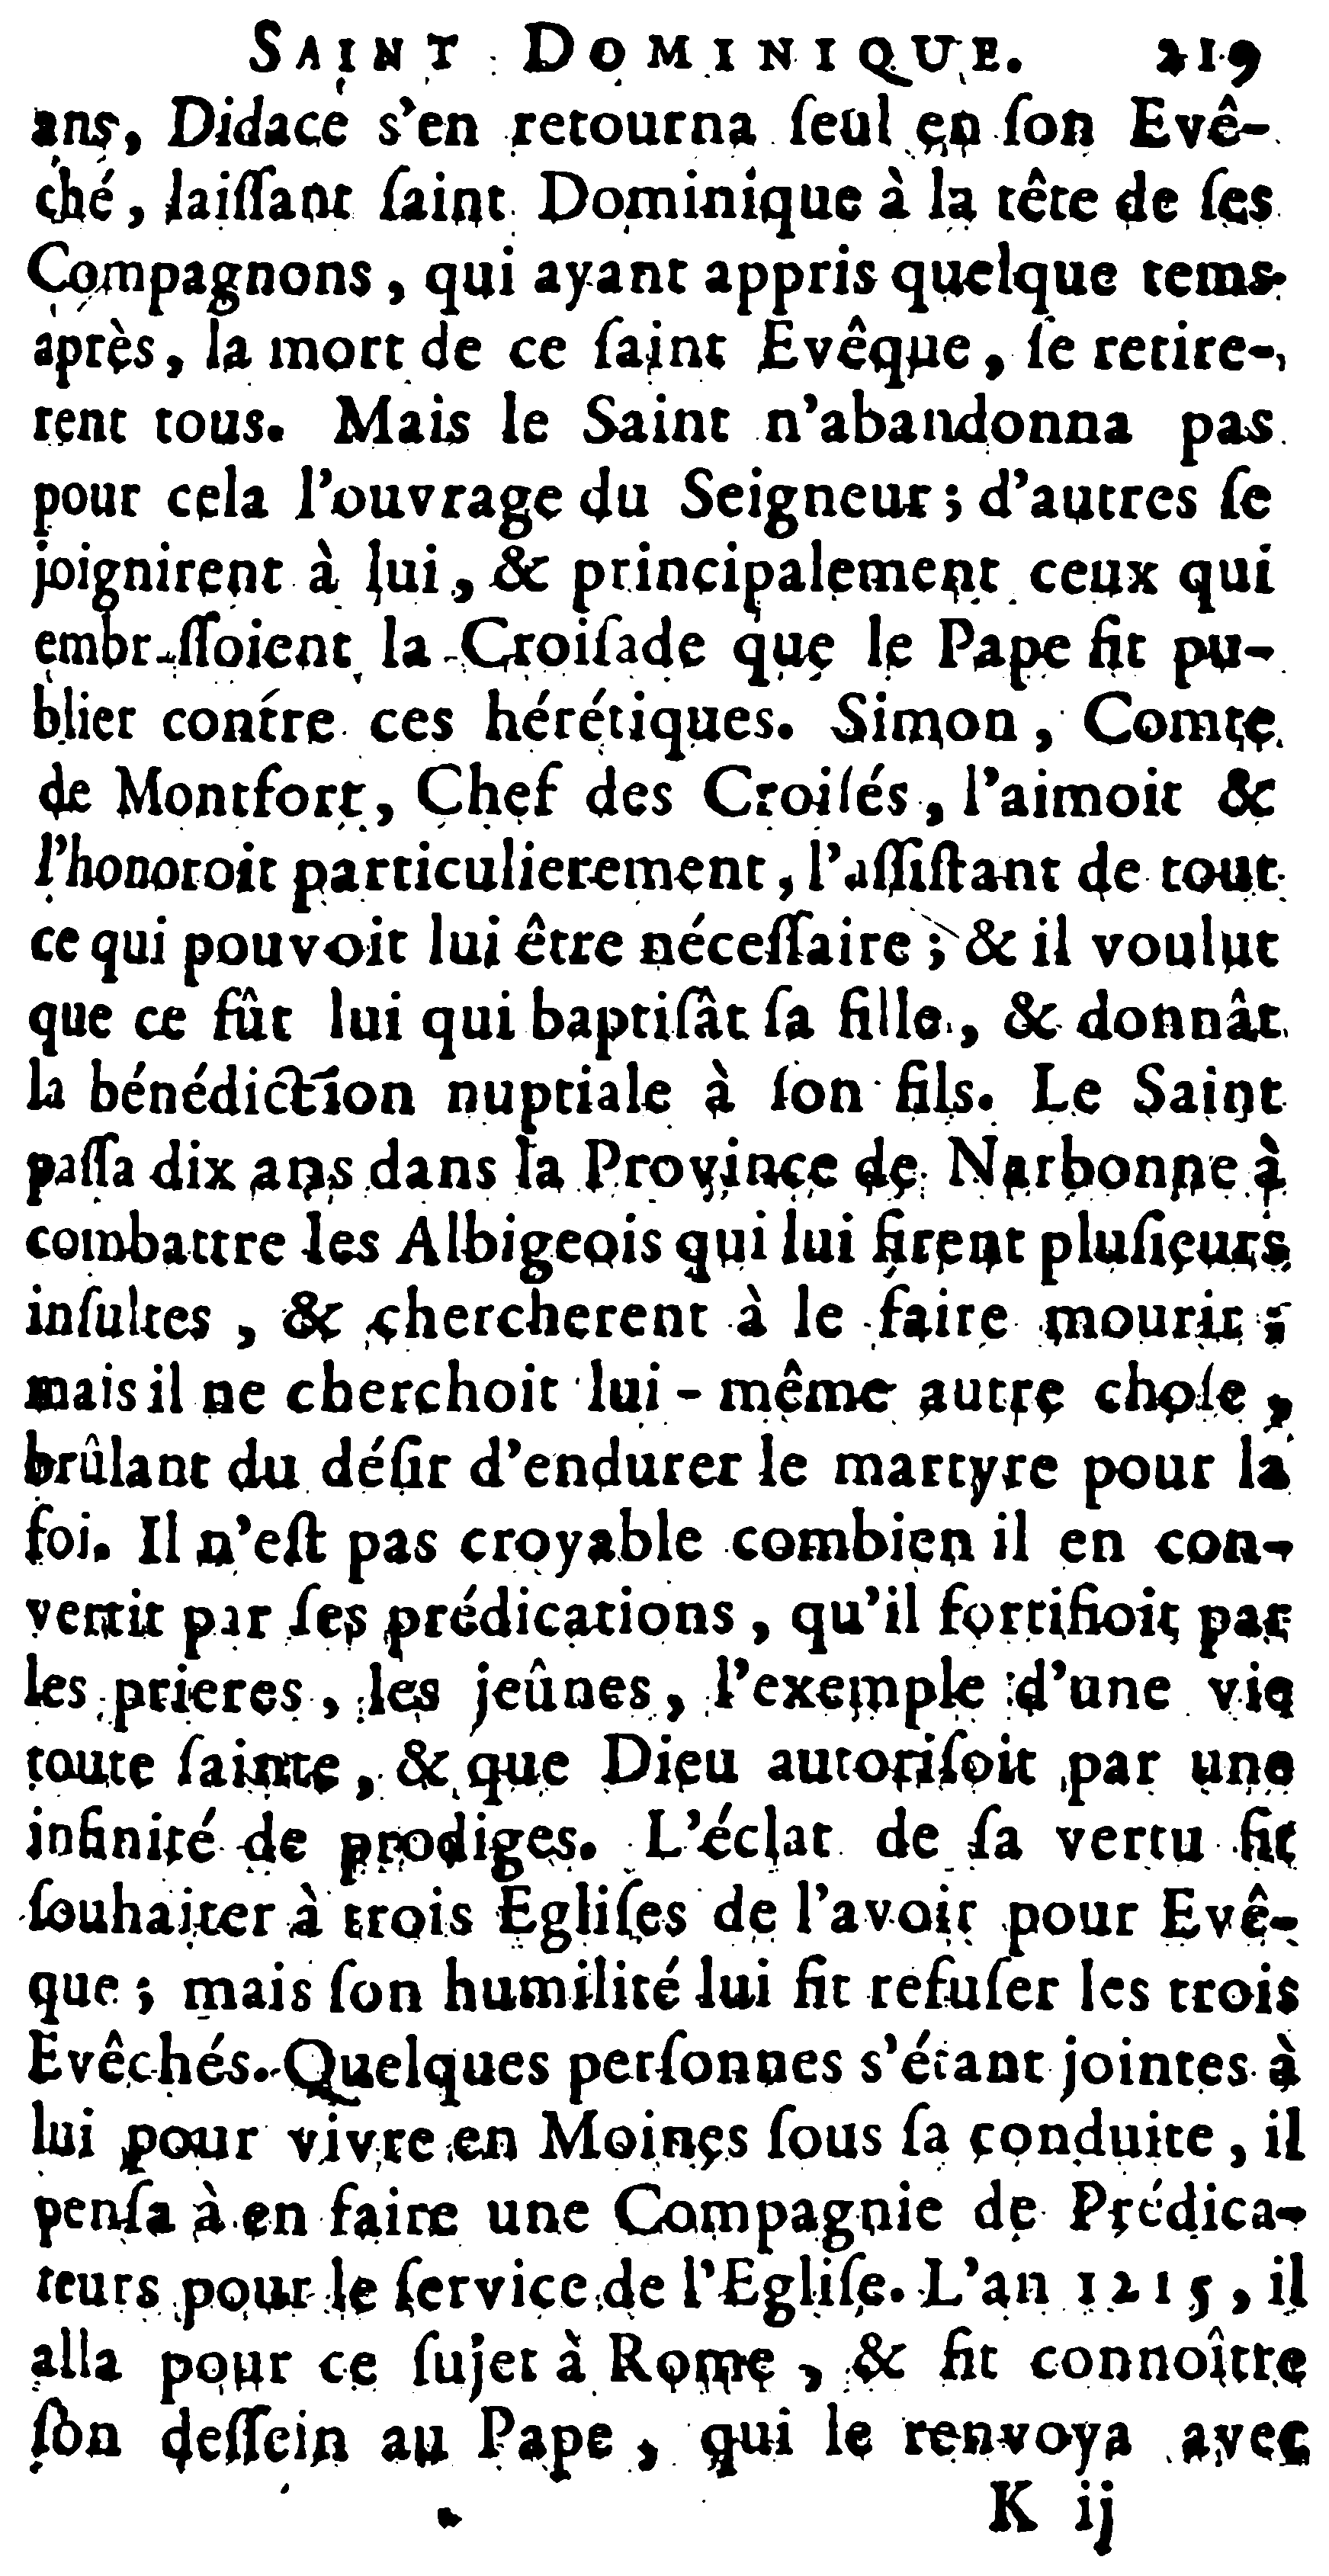 SAINT DOMINIQUE. 219
ans, Didace s'en retourna ſeul en ſon Evê-
ché, laiſſant ſaint Dominique à la tête de ſes
Compagnons, qui ayant appris quelque tems
après, la mort de ce ſaint Evêque, ſe retire-
rent tous. Mais le Saint n'abandonna pas
pour cela l'ouvrage du Seigneur; d'autres ſe
joignirent à lui, & principalement ceux qui
embr-ſſoient la Croiſade que le Pape fit pu-
blier contre ces hérétiques. Simon, Comte
de Montfort, Chef des Croiſés, l'aimoit &
l'honoroit particulierement, l'aſſiſtant de tout
ce qui pouvoit lui être néceſſaire; & il voulut
que ce fût lui qui baptiſât ſa fille, & donnât
la bénédiction nuptiale à ſon fils. Le Saint
paſſa dix ans dans la Province de Narbonne à
combattre les Albigeois qui lui firent pluſieurs
inſultes, & chercherent à le faire mourir;
mais il ne cherchoit lui-même autre choſe,
brûlant du déſir d'endurer le martyre pour la
foi. Il n'eſt pas croyable combien il en con-
vertit par ſes prédications, qu'il fortifioit par
les prieres, les jeûnes, l'exemple d'une vie
toute ſainte, & que Dieu autoriſoit par une
infinité de prodiges. L'éclat de ſa vertu fit
ſouhaiter à trois Egliſes de l'avoir pour Evê-
que; mais ſon humilité lui fit refuſer les trois
Evêchés. Quelques perſonnes s'étant jointes à
lui pour vivre en Moines ſous ſa conduite, il
penſa à en faire une Compagnie de Prédica-
teurs pour le ſervice de l'Egliſe. L'an 1215, il
alla pour ce ſujet à Rome, & fit connoître
ſon deſſein au Pape, qui le renvoya avec
K ij